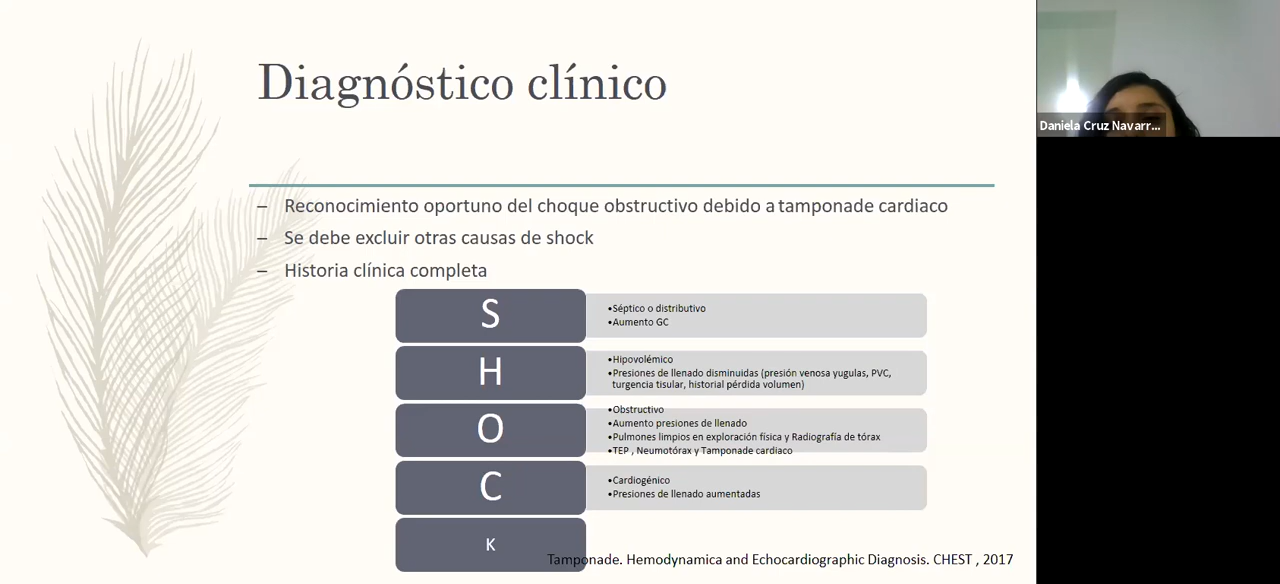 Diagnóstico clínico
Daniela Cruz Navarr...
– Reconocimiento oportuno del choque obstructivo debido a tamponade cardiaco
– Se debe excluir otras causas de shock
– Historia clínica completa
S
•Séptico o distributivo
•Aumento GC
H
•Hipovolémico
•Presiones de llenado disminuidas (presión venosa yugulas, PVC,
turgencia tisular, historial pérdida volumen)
O
•Obstructivo
•Aumento presiones de llenado
•Pulmones limpios en exploración física y Radiografía de tórax
•TEP , Neumotórax y Tamponade cardiaco
C
•Cardiogénico
•Presiones de llenado aumentadas
K
Tamponade. Hemodynamica and Echocardiographic Diagnosis. CHEST , 2017